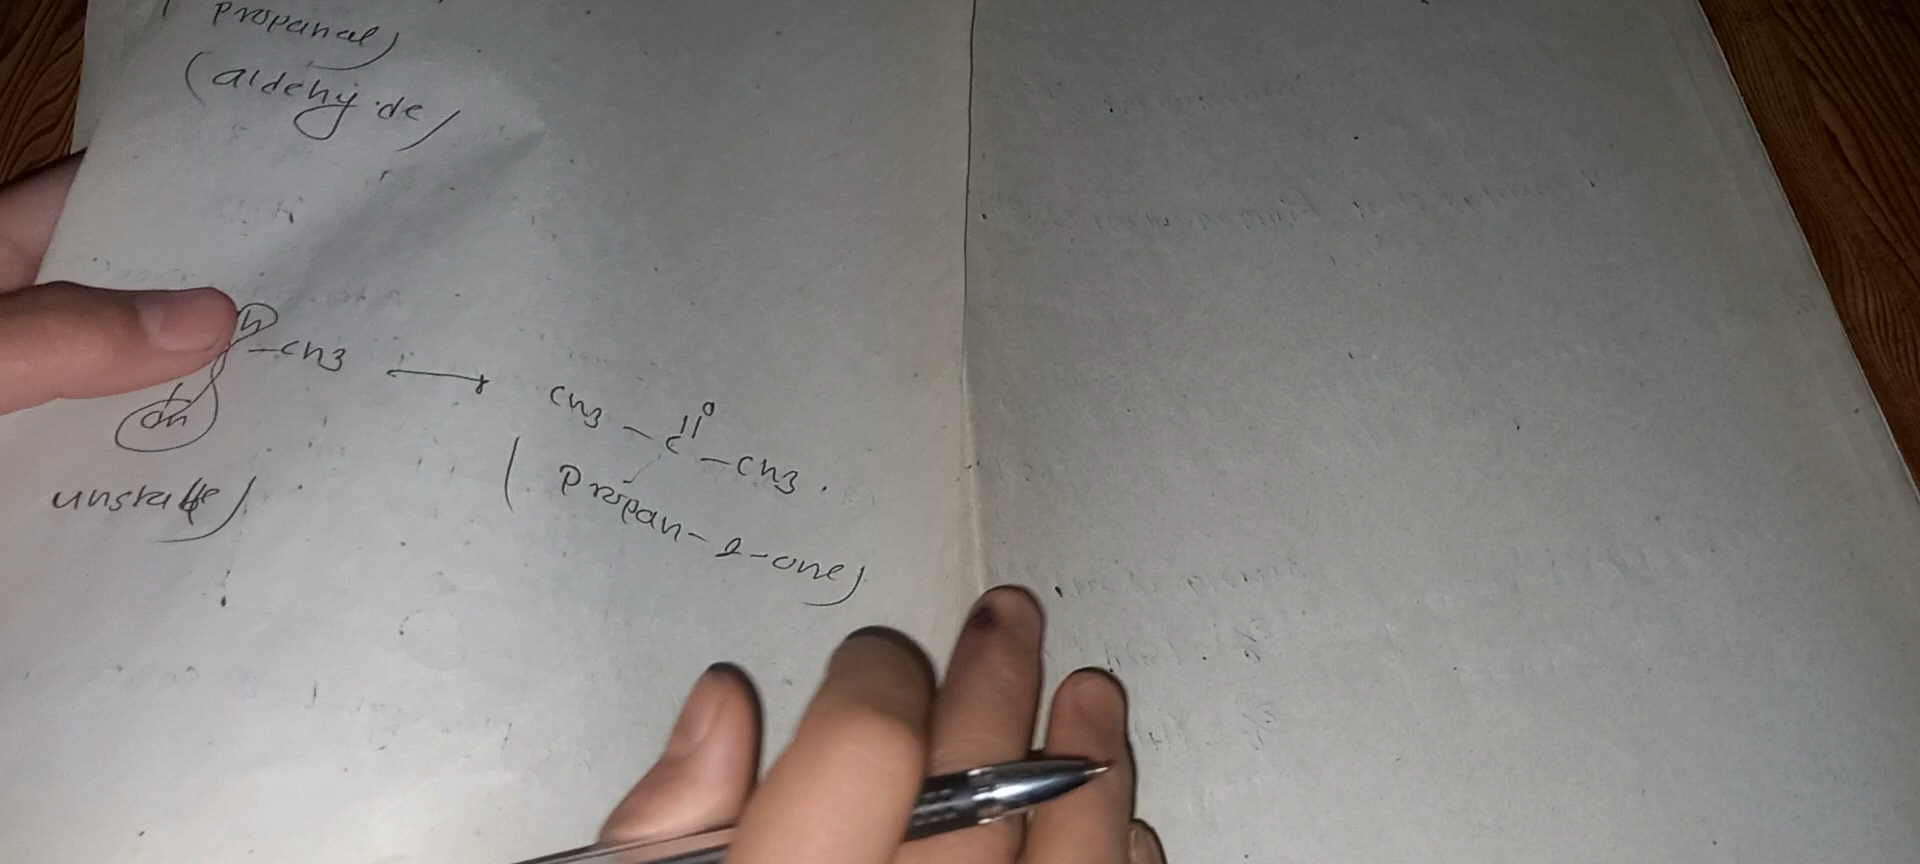 propanal)
(aldehyde)
H
-CH3 → CH3 - C - CH3.
O
OH
unstable)
(propan-2-one)